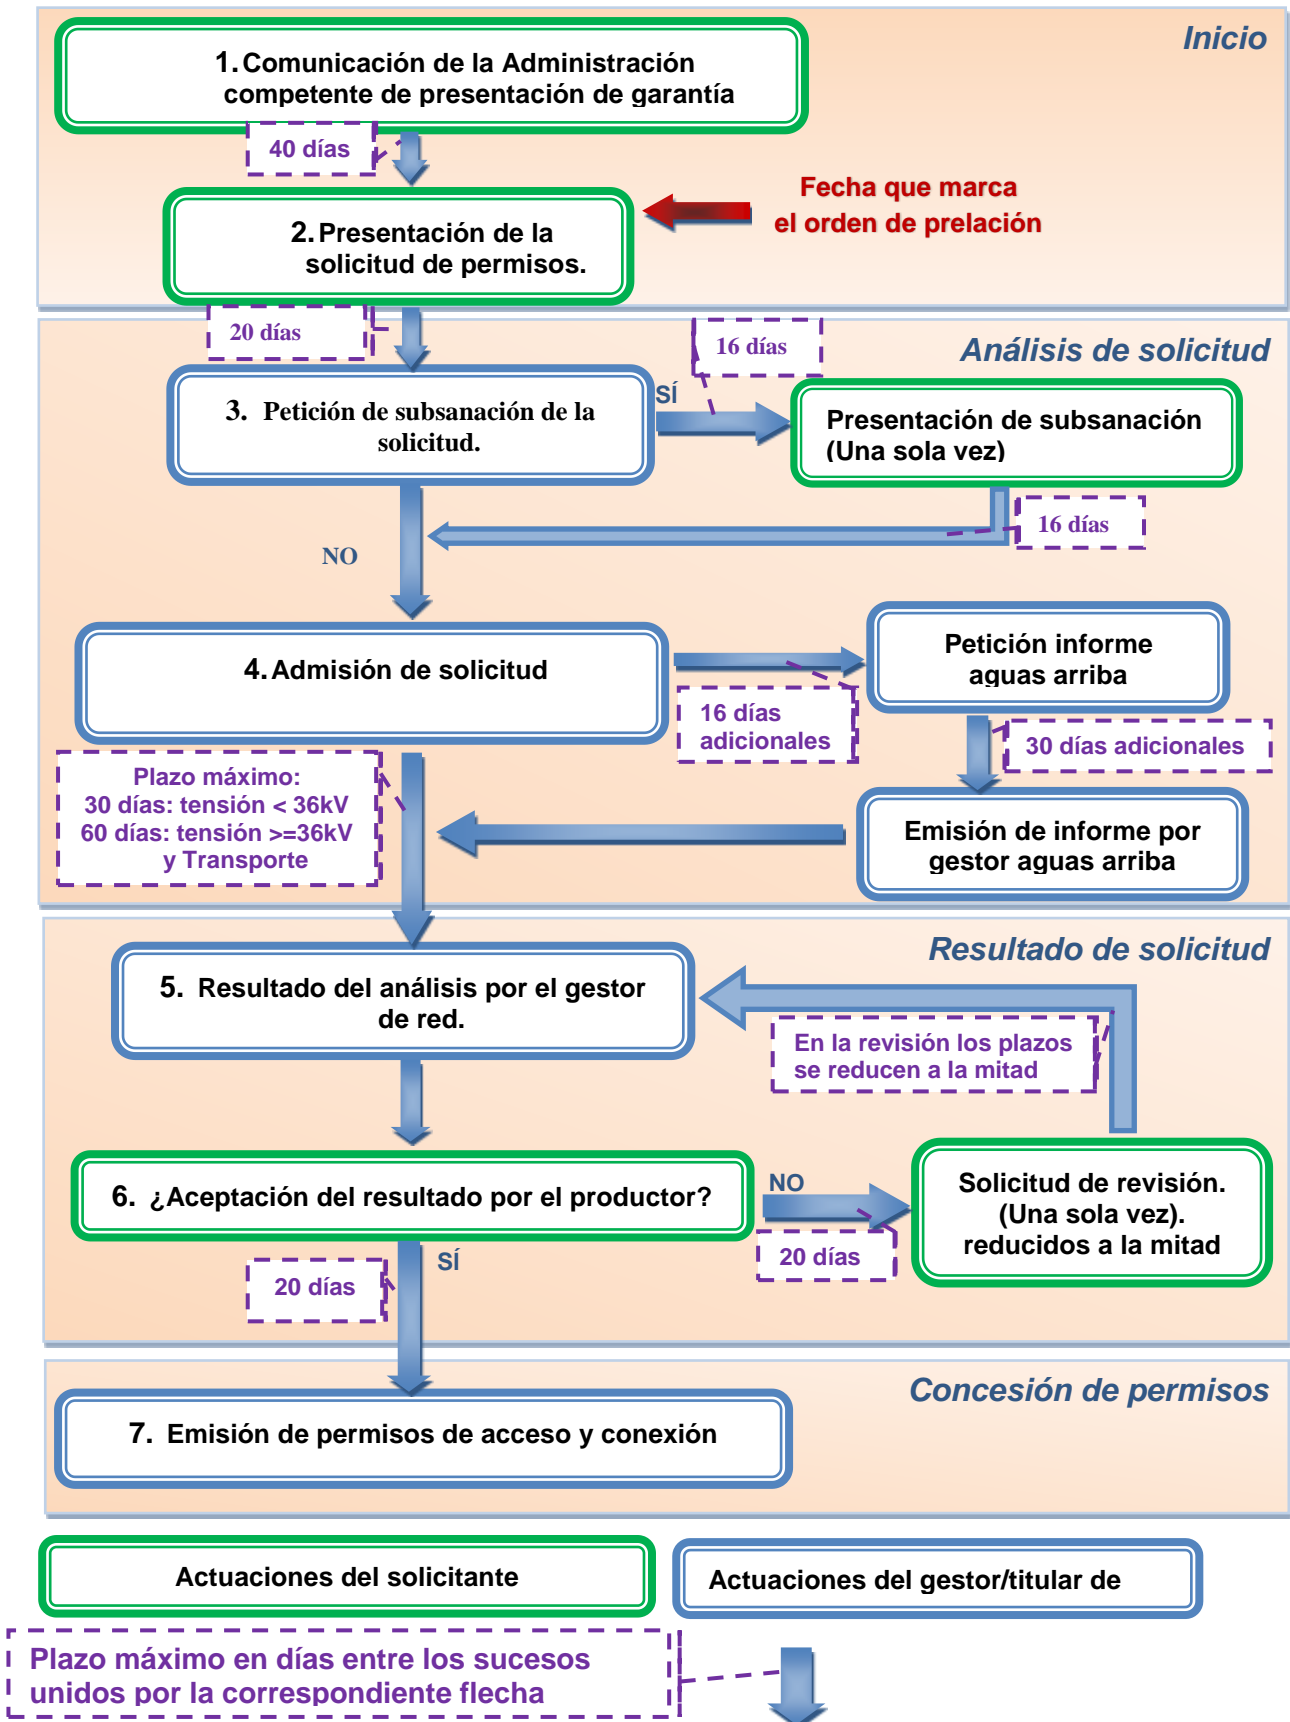 Inicio
1. Comunicación de la Administración
competente de presentación de garantía
40 días
Fecha que marca
el orden de prelación
2. Presentación de la
solicitud de permisos.
20 días
16 días
Análisis de solicitud
3. Petición de subsanación de la
solicitud.
SÍ
Presentación de subsanación
(Una sola vez)
16 días
NO
4. Admisión de solicitud
Petición informe
aguas arriba
16 días
adicionales
30 días adicionales
Plazo máximo:
30 días: tensión < 36kV
60 días: tensión >=36kV
y Transporte
Emisión de informe por
gestor aguas arriba
Resultado de solicitud
5. Resultado del análisis por el gestor
de red.
En la revisión los plazos
se reducen a la mitad
6. ¿Aceptación del resultado por el productor?
NO
Solicitud de revisión.
(Una sola vez).
reducidos a la mitad
20 días
SÍ
20 días
Concesión de permisos
7. Emisión de permisos de acceso y conexión
Actuaciones del solicitante
Actuaciones del gestor/titular de
Plazo máximo en días entre los sucesos
unidos por la correspondiente flecha